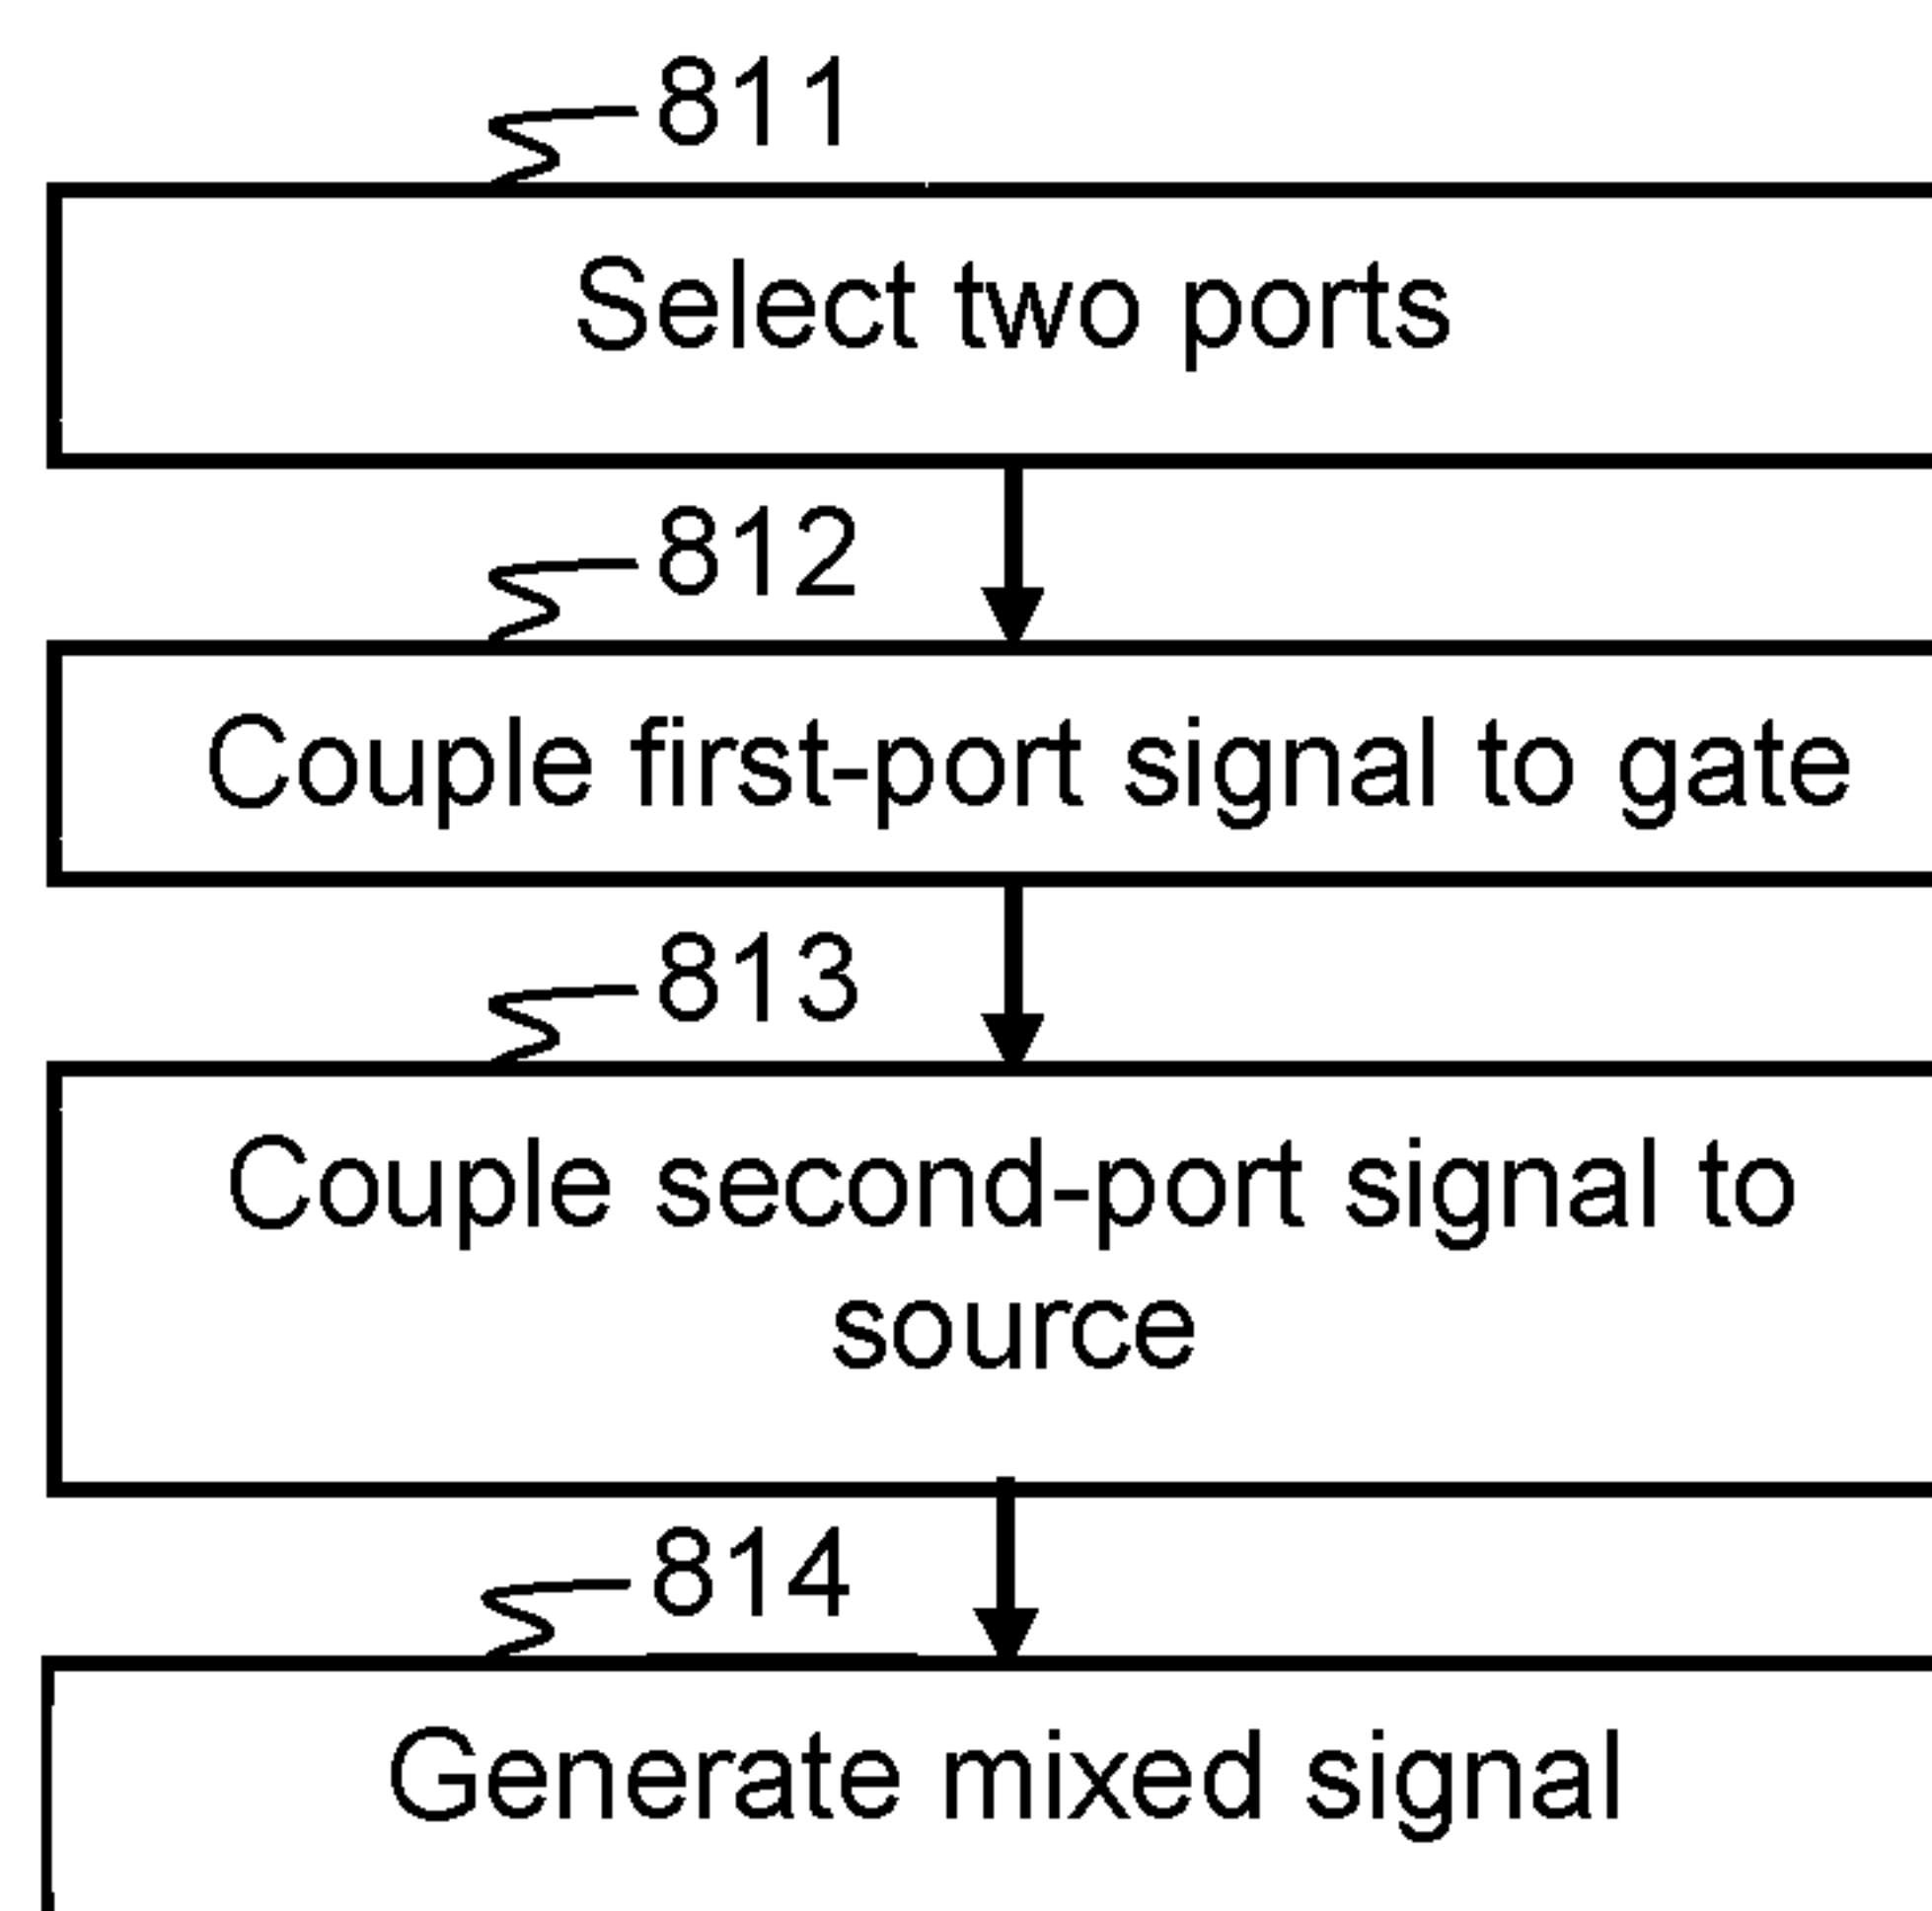 811
Select two ports
812
Couple first-port signal to gate
813
Couple second-port signal to
source
814
Generate mixed signal